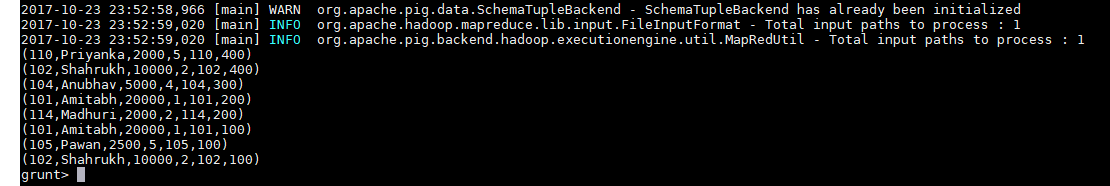 2017-10-23 23:52:58,966 [main] WARN  org.apache.pig.data.SchemaTupleBackend - SchemaTupleBackend has already been initialized
2017-10-23 23:52:59,020 [main] INFO  org.apache.hadoop.mapreduce.lib.input.FileInputFormat - Total input paths to process : 1
2017-10-23 23:52:59,020 [main] INFO  org.apache.pig.backend.hadoop.executionengine.util.MapRedUtil - Total input paths to process : 1
(110,Priyanka,2000,5,110,400)
(102,Shahrukh,10000,2,102,400)
(104,Anubhav,5000,4,104,300)
(101,Amitabh,20000,1,101,200)
(114,Madhuri,2000,2,114,200)
(101,Amitabh,20000,1,101,100)
(105,Pawan,2500,5,105,100)
(102,Shahrukh,10000,2,102,100)
grunt>